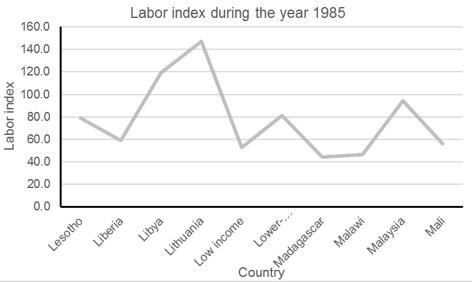 Labor index during the year 1985
160.0
140.0
120.0
100.0
80.0
60.0
40.0
20.0
0.0
Labor index
Lesotho
Liberia
Libya
Lithuania
Low income
Lower-...
Madagascar
Malawi
Malaysia
Mali
Country